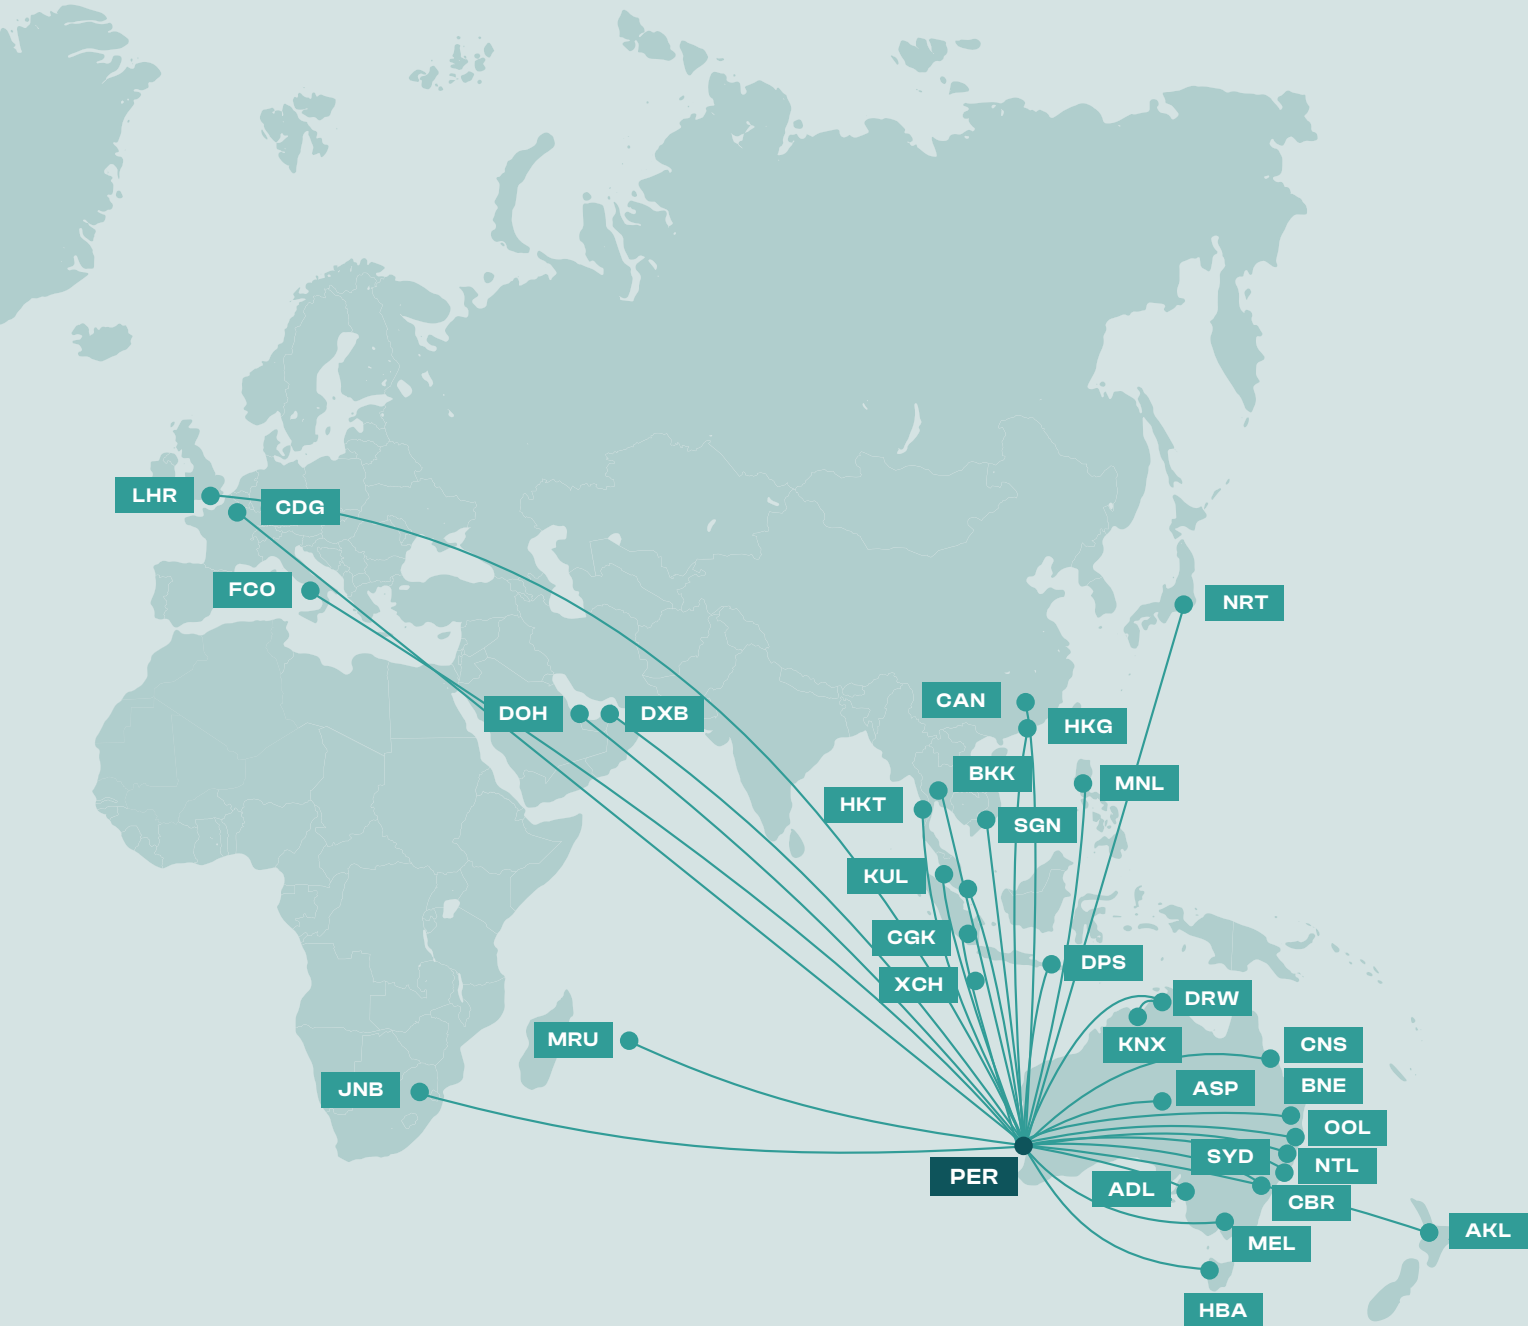 LHR
CDG
FCO
NRT
CAN
DOH
DXB
HKG
BKK
MNL
HKT
SGN
KUL
CGK
DPS
XCH
DRW
MRU
KNX
CNS
JNB
ASP
BNE
OOL
SYD
NTL
PER
ADL
CBR
AKL
MEL
HBA